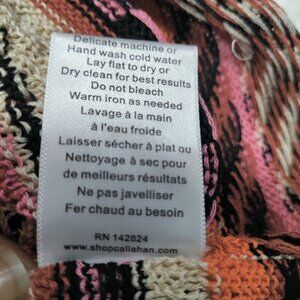 Delicate machine or
Hand wash cold water
Lay flat to dry or
Dry clean for best results
Do not bleach
Warm iron as needed
Lavage à la main
à l'eau froide
Laisser sécher à plat ou
Nettoyage à sec pour
de meilleurs résultats
Ne pas javelliser
Fer chaud au besoin
RN 142824
www.shopcallahan.com